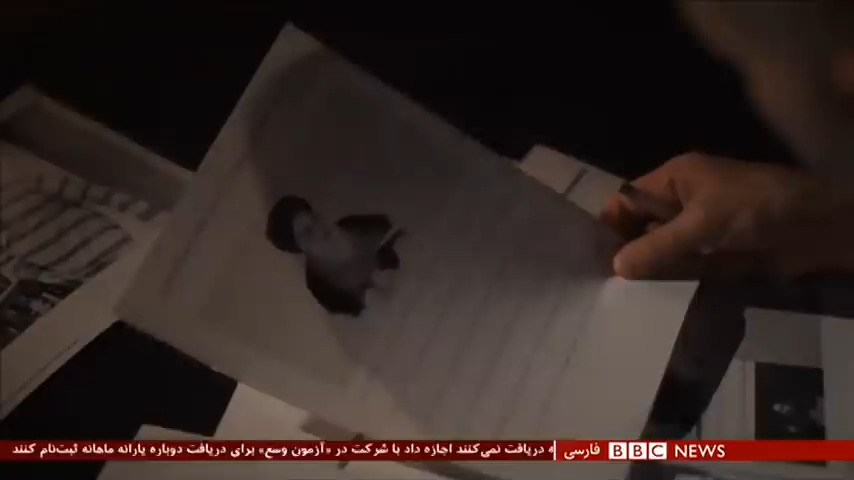 BBC NEWS فارسی
ه دریافت نمی‌کنند اجازه داد با شرکت در «آزمون وسع» برای دریافت دوباره یارانه ماهانه ثبت‌نام کنند